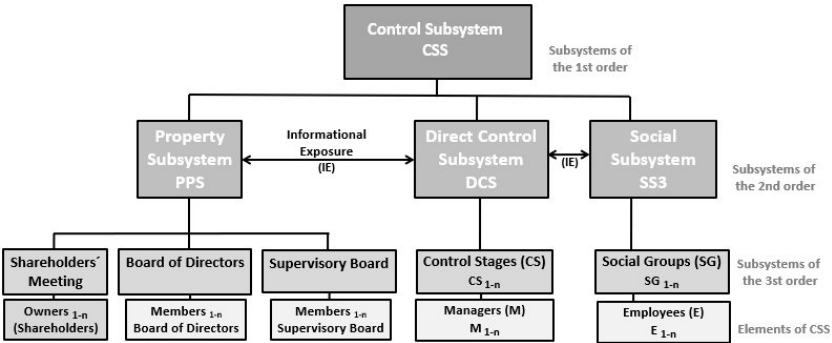 Control Subsystem
CSS
Subsystems of
the 1st order
Property
Subsystem
PPS
Informational
Exposure
(IE)
Direct Control
Subsystem
DCS
(IE)
Social
Subsystem
SS3
Subsystems of
the 2nd order
Shareholders´
Meeting
Board of Directors
Supervisory Board
Control Stages (CS)
CS 1-n
Social Groups (SG)
SG 1-n
Subsystems of
the 3st order
Owners 1-n
(Shareholders)
Members 1-n
Board of Directors
Members 1-n
Supervisory Board
Managers (M)
M 1-n
Employees (E)
E 1-n
Elements of CSS